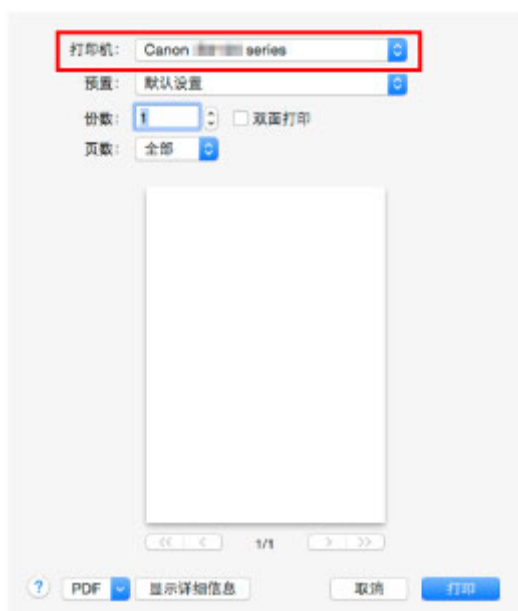 打印机: Canon series
预置: 默认设置
份数: 1 双面打印
页数: 全部
<< < 1/1 > >>
? PDF 显示详细信息 取消 打印